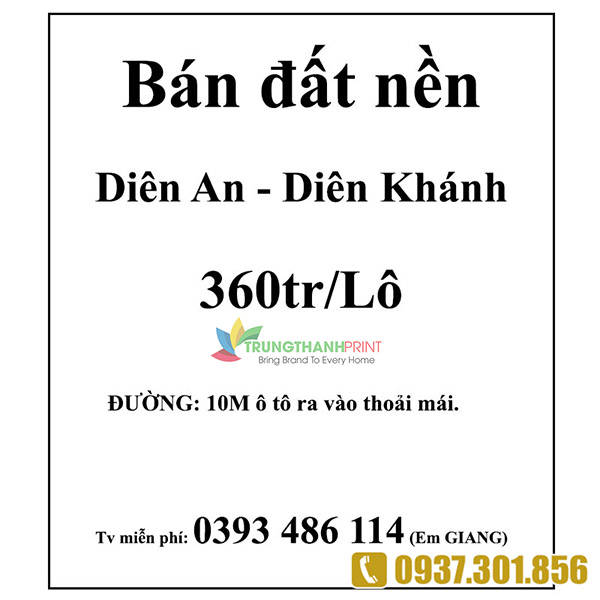 Bán đất nền
Diên An - Diên Khánh
360tr/Lô
TRUNGTHANHPRINT
Bring Brand To Every Home
ĐƯỜNG: 10M ô tô ra vào thoải mái.
Tv miễn phí: 0393 486 114 (Em GIANG)
0937.301.856